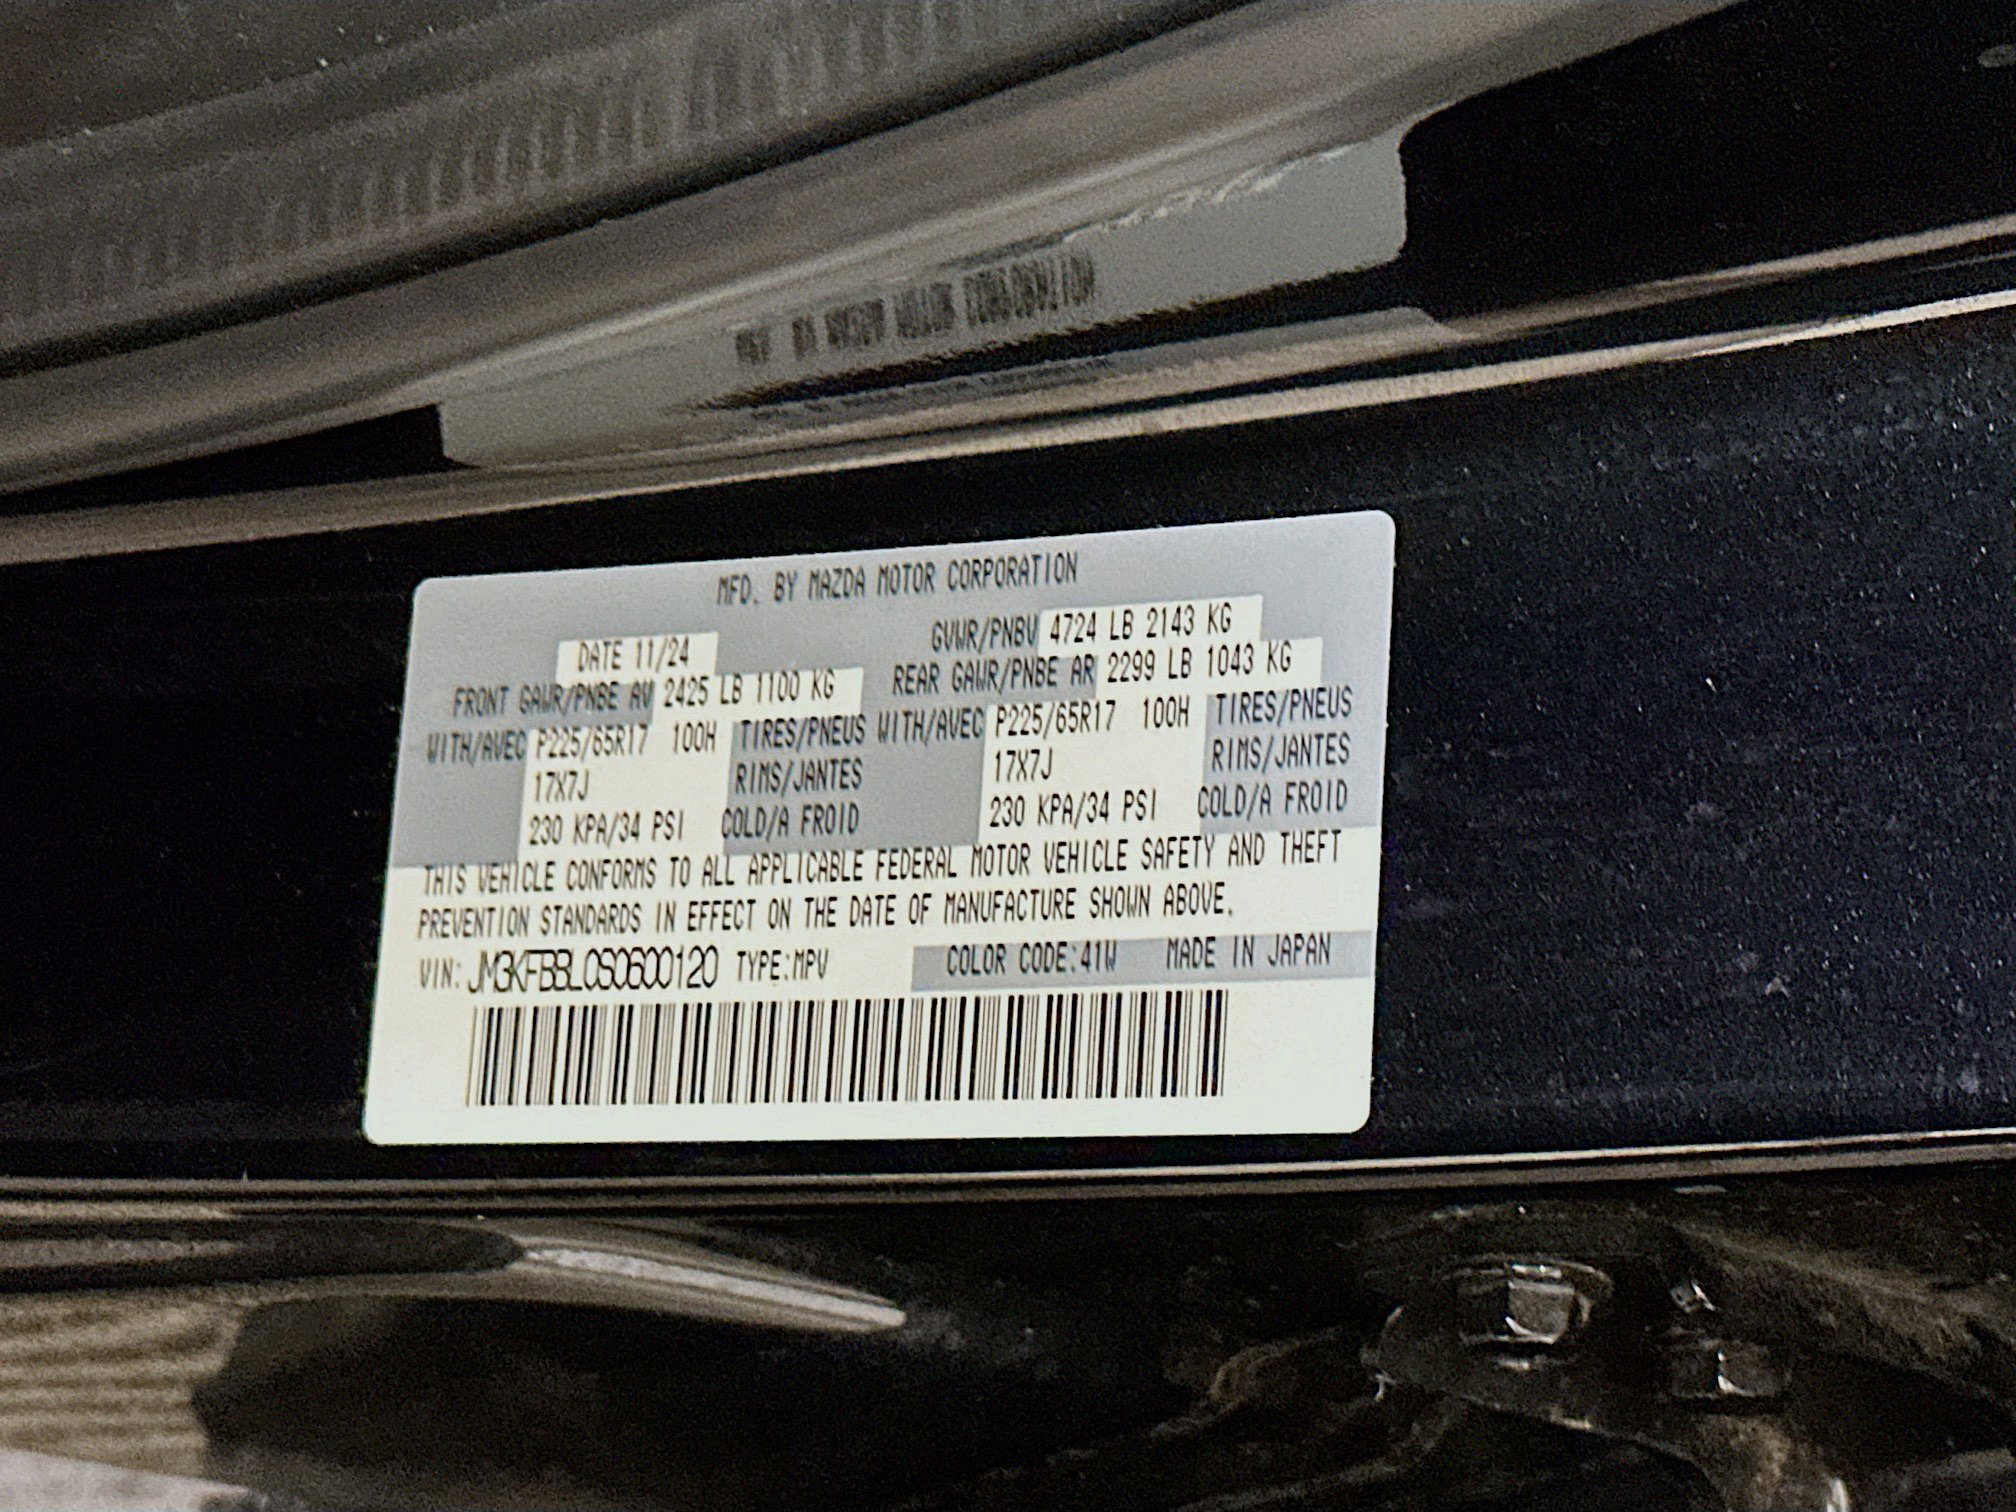 MFD. BY MAZDA MOTOR CORPORATION
DATE 11/24 GVWR/PNBV 4724 LB 2143 KG
FRONT GAWR/PNBE AV 2425 LB 1100 KG REAR GAWR/PNBE AR 2299 LB 1043 KG
WITH/AVEC P225/65R17 100H TIRES/PNEUS WITH/AVEC P225/65R17 100H TIRES/PNEUS
17X7J RIMS/JANTES 17X7J RIMS/JANTES
230 KPA/34 PSI COLD/A FROID 230 KPA/34 PSI COLD/A FROID
THIS VEHICLE CONFORMS TO ALL APPLICABLE FEDERAL MOTOR VEHICLE SAFETY AND THEFT
PREVENTION STANDARDS IN EFFECT ON THE DATE OF MANUFACTURE SHOWN ABOVE.
VIN: JM3KFBBL0S0600120 TYPE:MPV COLOR CODE:41W MADE IN JAPAN